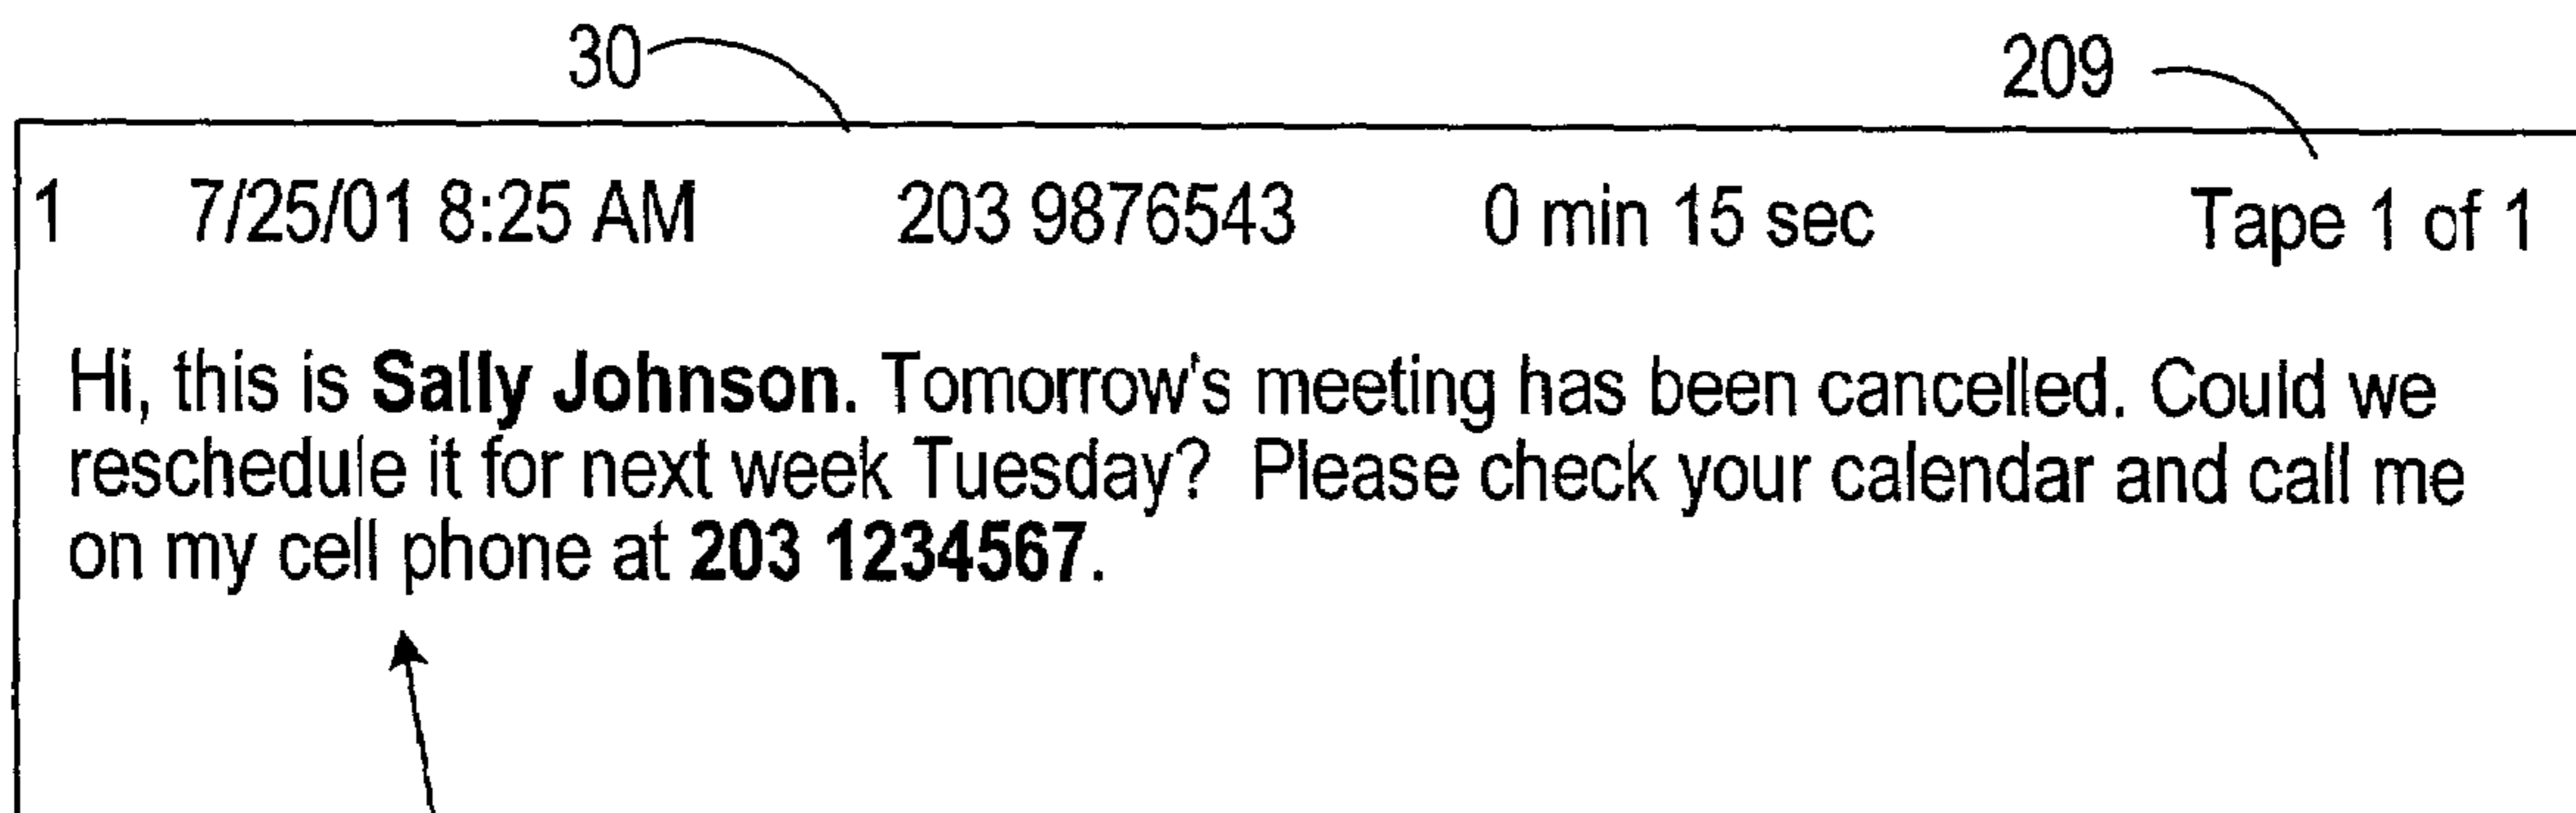 30 209
1 7/25/01 8:25 AM 203 9876543 0 min 15 sec Tape 1 of 1
Hi, this is Sally Johnson. Tomorrow's meeting has been cancelled. Could we
reschedule it for next week Tuesday? Please check your calendar and call me
on my cell phone at 203 1234567.